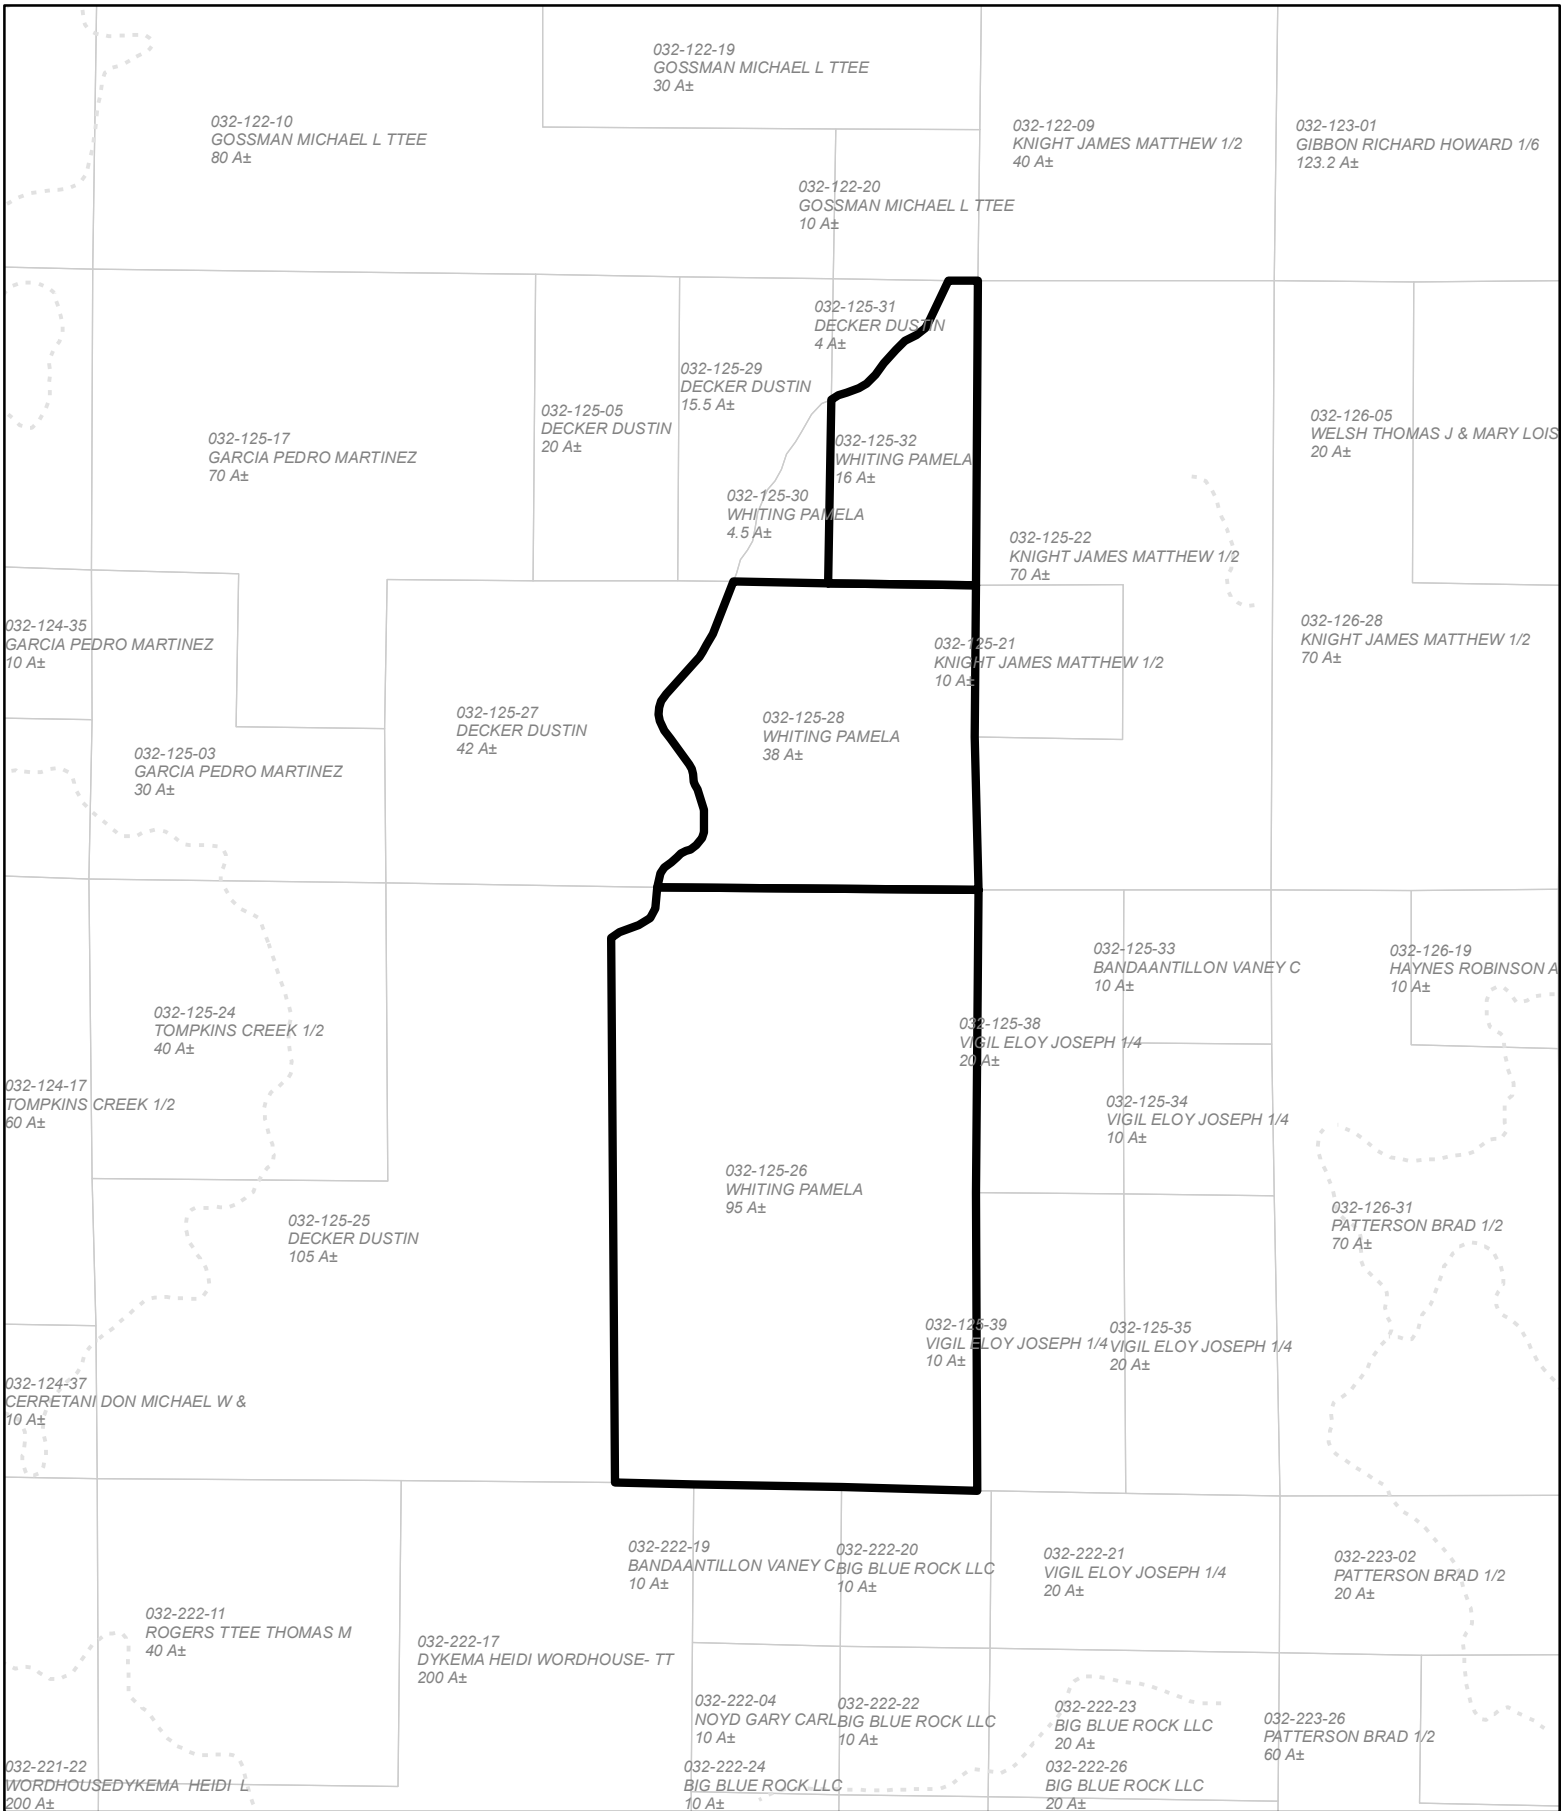 032-122-19
GOSSMAN MICHAEL L TTEE
30 A±
032-122-10
GOSSMAN MICHAEL L TTEE
80 A±
032-122-09
KNIGHT JAMES MATTHEW 1/2
40 A±
032-123-01
GIBBON RICHARD HOWARD 1/6
123.2 A±
032-122-20
GOSSMAN MICHAEL L TTEE
10 A±
032-125-31
DECKER DUSTIN
4 A±
032-125-29
DECKER DUSTIN
15.5 A±
032-125-05
DECKER DUSTIN
20 A±
032-125-17
GARCIA PEDRO MARTINEZ
70 A±
032-125-32
WHITING PAMELA
16 A±
032-126-05
WELSH THOMAS J & MARY LOIS
20 A±
032-125-30
WHITING PAMELA
4.5 A±
032-125-22
KNIGHT JAMES MATTHEW 1/2
70 A±
032-124-35
GARCIA PEDRO MARTINEZ
10 A±
032-125-21
KNIGHT JAMES MATTHEW 1/2
10 A±
032-126-28
KNIGHT JAMES MATTHEW 1/2
70 A±
032-125-27
DECKER DUSTIN
42 A±
032-125-28
WHITING PAMELA
38 A±
032-125-03
GARCIA PEDRO MARTINEZ
30 A±
032-125-33
BANDAANTILLON VANEY C
10 A±
032-126-19
HAYNES ROBINSON A
10 A±
032-125-24
TOMPKINS CREEK 1/2
40 A±
032-125-38
VIGIL ELOY JOSEPH 1/4
20 A±
032-124-17
TOMPKINS CREEK 1/2
60 A±
032-125-34
VIGIL ELOY JOSEPH 1/4
10 A±
032-125-26
WHITING PAMELA
95 A±
032-126-31
PATTERSON BRAD 1/2
70 A±
032-125-25
DECKER DUSTIN
105 A±
032-125-39
VIGIL ELOY JOSEPH 1/4
10 A±
032-125-35
VIGIL ELOY JOSEPH 1/4
20 A±
032-124-37
CERRETANI DON MICHAEL W &
10 A±
032-222-19
BANDAANTILLON VANEY C
10 A±
032-222-20
BIG BLUE ROCK LLC
10 A±
032-222-21
VIGIL ELOY JOSEPH 1/4
20 A±
032-223-02
PATTERSON BRAD 1/2
20 A±
032-222-11
ROGERS TTEE THOMAS M
40 A±
032-222-17
DYKEMA HEIDI WORDHOUSE- TT
200 A±
032-222-04
NOYD GARY CARL
10 A±
032-222-22
BIG BLUE ROCK LLC
10 A±
032-222-23
BIG BLUE ROCK LLC
20 A±
032-223-26
PATTERSON BRAD 1/2
60 A±
032-221-22
WORDHOUSEDYKEMA HEIDI L
200 A±
032-222-24
BIG BLUE ROCK LLC
10 A±
032-222-26
BIG BLUE ROCK LLC
20 A±